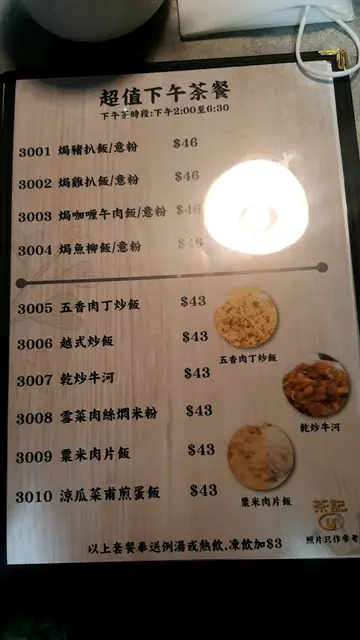 超值下午茶餐
下午茶時段:下午2:00至6:30
3001 焗豬扒飯/意粉 $46
3002 焗雞扒飯/意粉 $46
3003 焗咖喱牛肉飯/意粉 $46
3004 焗魚柳飯/意粉 $46
3005 五香肉丁炒飯 $43
3006 越式炒飯 $43
五香肉丁炒飯
3007 乾炒牛河 $43
3008 雪菜肉絲燜米粉 $43
乾炒牛河
3009 粟米肉片飯 $43
3010 涼瓜菜甫煎蛋飯 $43
粟米肉片飯
茶記
照片只作參考
以上套餐奉送例湯或熱飲,凍飲加$3